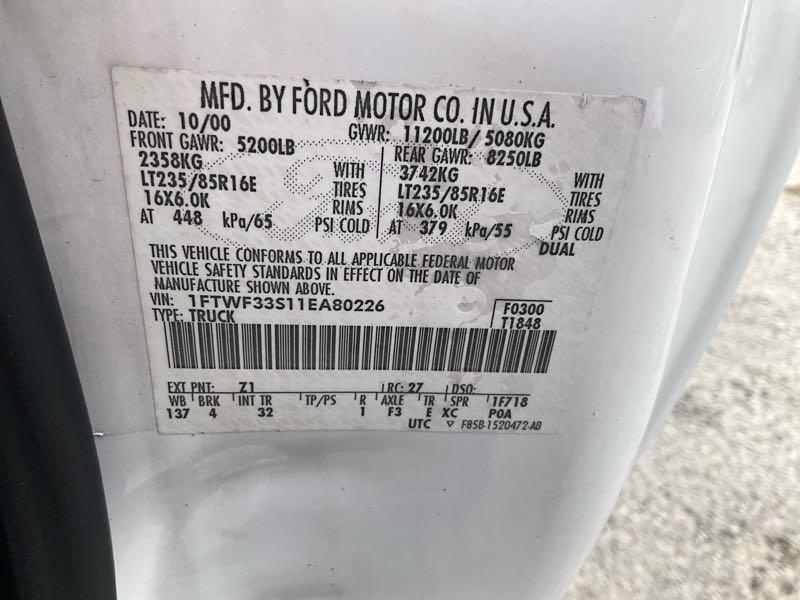 MFD. BY FORD MOTOR CO. IN U.S.A.
DATE: 10/00 GVWR: 11200LB/ 5080KG
FRONT GAWR: 5200LB REAR GAWR: 8250LB
2358KG WITH 3742KG WITH
LT235/85R16E TIRES LT235/85R16E TIRES
16X6.0K RIMS 16X6.0K RIMS
AT 448 kPa/65 PSI COLD AT 379 kPa/55 PSI COLD
DUAL
THIS VEHICLE CONFORMS TO ALL APPLICABLE FEDERAL MOTOR
VEHICLE SAFETY STANDARDS IN EFFECT ON THE DATE OF
MANUFACTURE SHOWN ABOVE.
VIN: 1FTWF33S11EA80226 F0300
TYPE: TRUCK T1848
EXT PNT: Z1 RC: 27 DSO:
WB BRK INT TR TP/PS R AXLE TR SPR 1F718
137 4 32 1 F3 E XC P0A
UTC ▽ F85B-1520472-AB